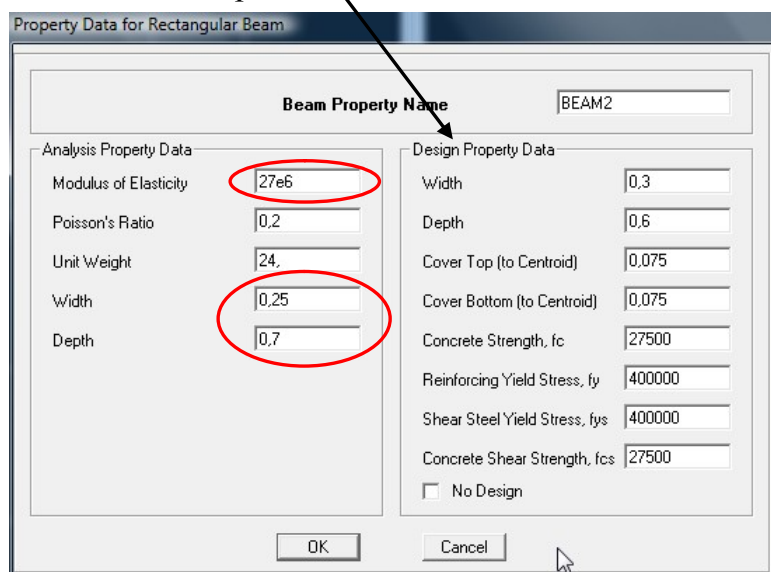 Property Data for Rectangular Beam
Beam Property Name BEAM2
Analysis Property Data
Modulus of Elasticity 27e6
Poisson's Ratio 0,2
Unit Weight 24,
Width 0,25
Depth 0,7
Design Property Data
Width 0,3
Depth 0,6
Cover Top (to Centroid) 0,075
Cover Bottom (to Centroid) 0,075
Concrete Strength, fc 27500
Reinforcing Yield Stress, fy 400000
Shear Steel Yield Stress, fys 400000
Concrete Shear Strength, fcs 27500
No Design
OK Cancel